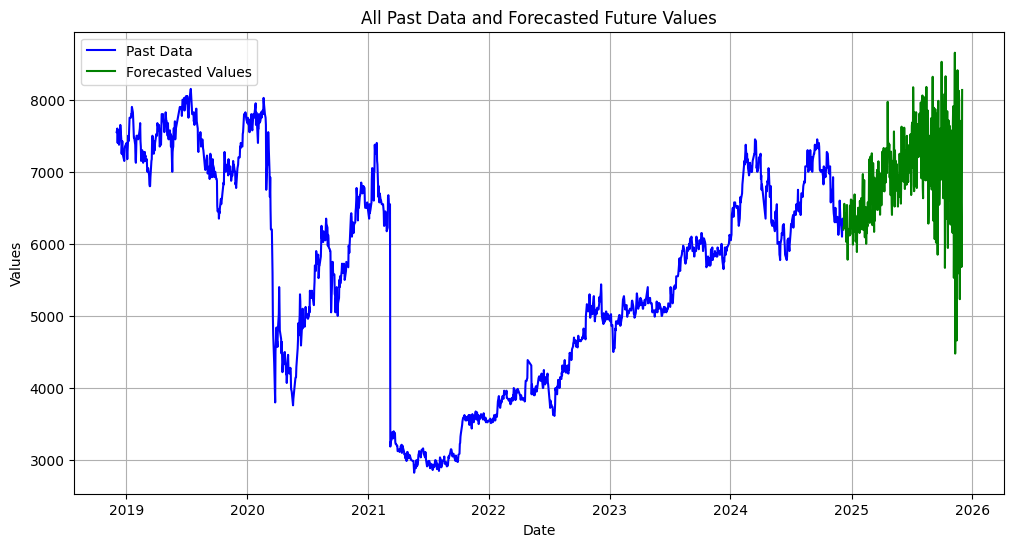 All Past Data and Forecasted Future Values
Past Data
Forecasted Values
Values
8000
7000
6000
5000
4000
3000
2019
2020
2021
2022
2023
2024
2025
2026
Date